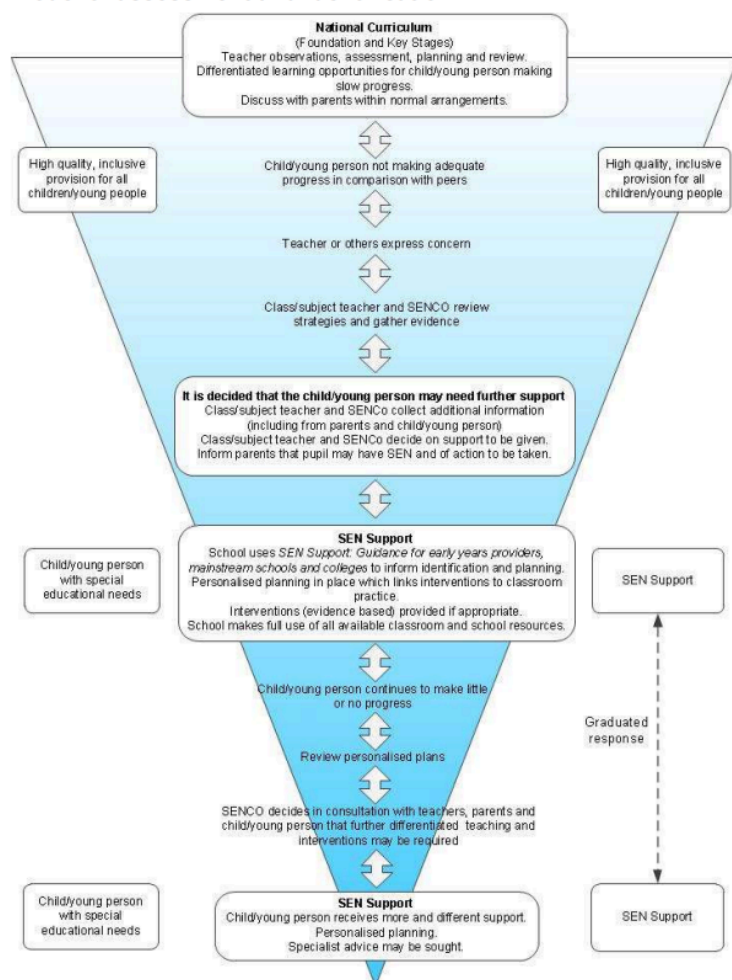 National Curriculum
(Foundation and Key Stages)
Teacher observations, assessment, planning and review.
Differentiated learning opportunities for child/young person making
slow progress.
Discuss with parents within normal arrangements.
High quality, inclusive
provision for all
children/young people
High quality, inclusive
provision for all
children/young people
Child/young person not making adequate
progress in comparison with peers
Teacher or others express concern
Class/subject teacher and SENCO review
strategies and gather evidence
It is decided that the child/young person may need further support
Class/subject teacher and SENCo collect additional information
(including from parents and child/young person)
Class/subject teacher and SENCo decide on support to be given.
Inform parents that pupil may have SEN and of action to be taken.
Child/young person
with special
educational needs
SEN Support
School uses SEN Support: Guidance for early years providers,
mainstream schools and colleges to inform identification and planning.
Personalised planning in place which links interventions to classroom
practice.
Interventions (evidence based) provided if appropriate.
School makes full use of all available classroom and school resources.
SEN Support
Child/young person continues to make little
or no progress
Graduated
response
Review personalised plans
SENCO decides in consultation with teachers, parents and
child/young person that further differentiated teaching and
interventions may be required
Child/young person
with special
educational needs
SEN Support
Child/young person receives more and different support.
Personalised planning.
Specialist advice may be sought.
SEN Support